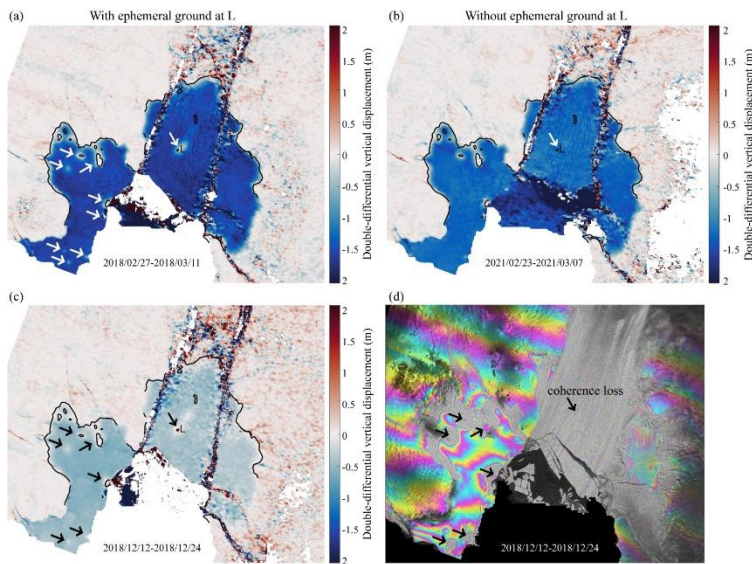 (a) With ephemeral ground at L
2
1.5
1
0.5
0
-0.5
-1
-1.5
2
Double-differential vertical displacement (m)
L
2018/02/27-2018/03/11
(b) Without ephemeral ground at L
2
1.5
1
0.5
0
-0.5
-1
-1.5
2
Double-differential vertical displacement (m)
L
2021/02/23-2021/03/07
(c)
2
1.5
1
0.5
0
-0.5
-1
-1.5
2
Double-differential vertical displacement (m)
L
2018/12/12-2018/12/24
(d)
coherence loss
2018/12/12-2018/12/24